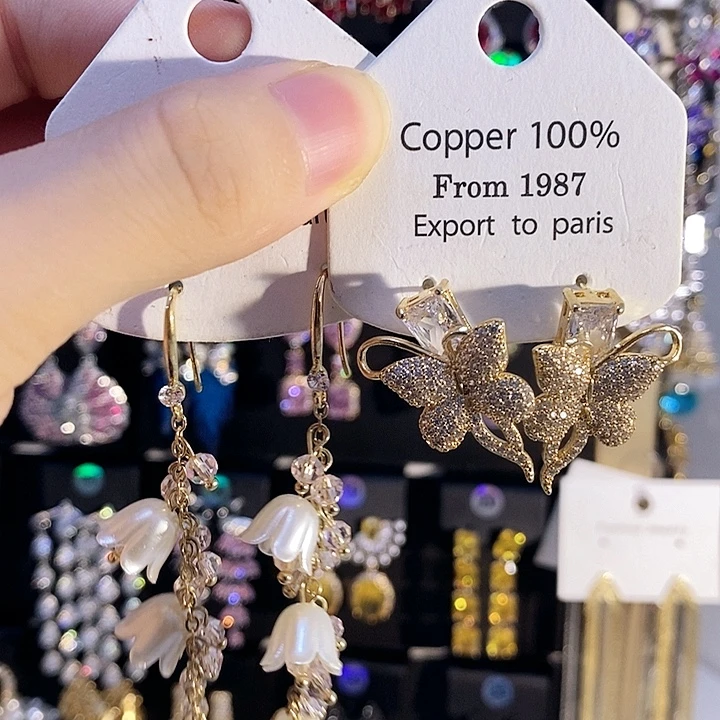 Copper 100%
From 1987
Export to paris